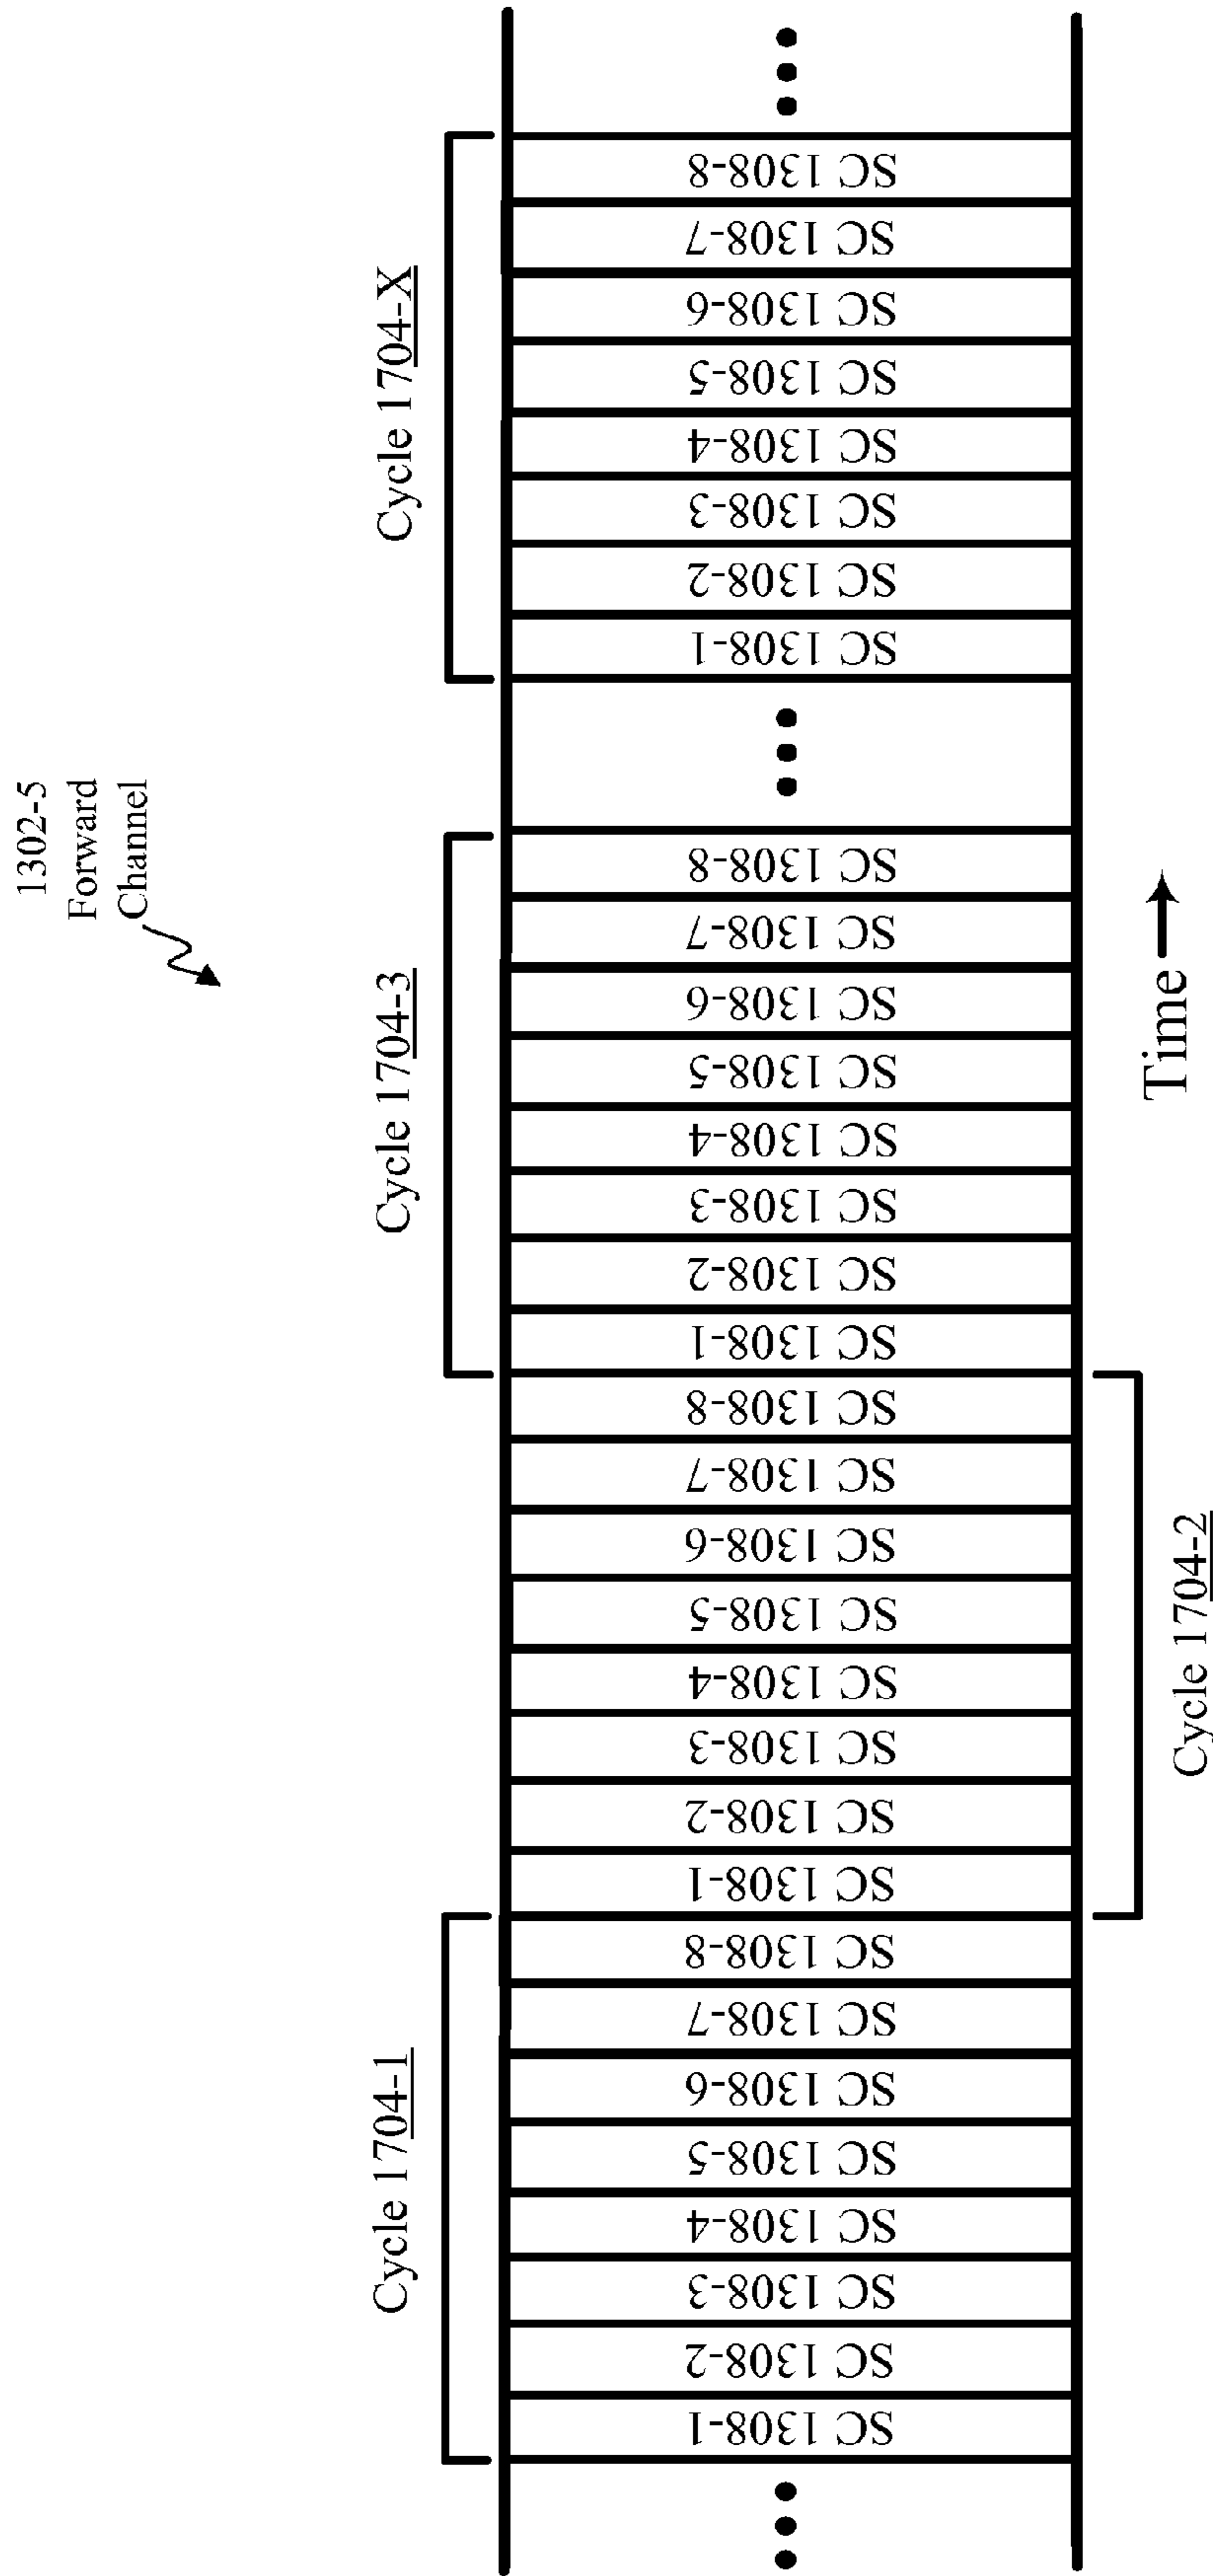 1302-5
Forward
Channel
Cycle 1704-1
Cycle 1704-3
Cycle 1704-X
SC 1308-1
SC 1308-2
SC 1308-3
SC 1308-4
SC 1308-5
SC 1308-6
SC 1308-7
SC 1308-8
SC 1308-1
SC 1308-2
SC 1308-3
SC 1308-4
SC 1308-5
SC 1308-6
SC 1308-7
SC 1308-8
SC 1308-1
SC 1308-2
SC 1308-3
SC 1308-4
SC 1308-5
SC 1308-6
SC 1308-7
SC 1308-8
SC 1308-1
SC 1308-2
SC 1308-3
SC 1308-4
SC 1308-5
SC 1308-6
SC 1308-7
SC 1308-8
Cycle 1704-2
Time